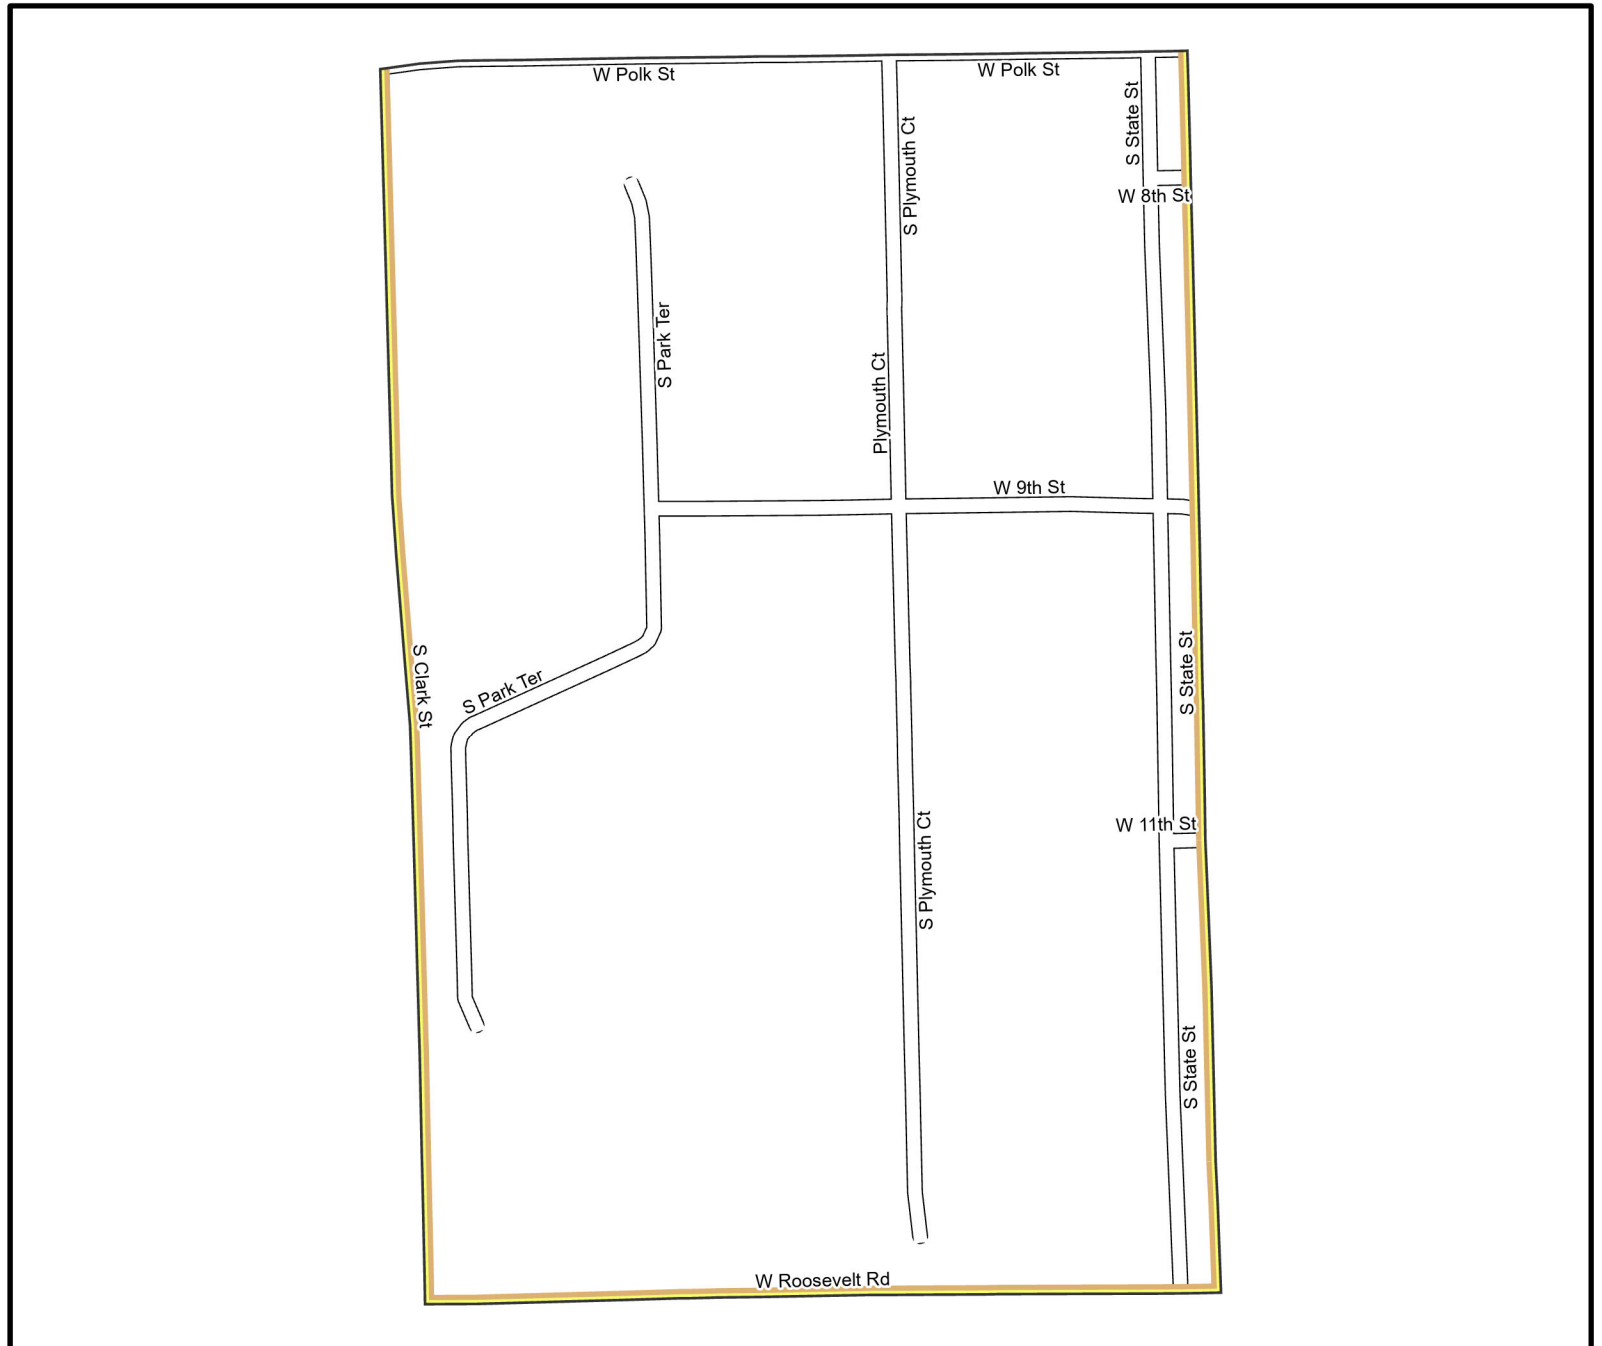 W Polk St
W Polk St
S State St
S Plymouth Ct
W 8th St
S Park Ter
Plymouth Ct
W 9th St
S Clark St
S Park Ter
S State St
W 11th St
S Plymouth Ct
S State St
W Roosevelt Rd